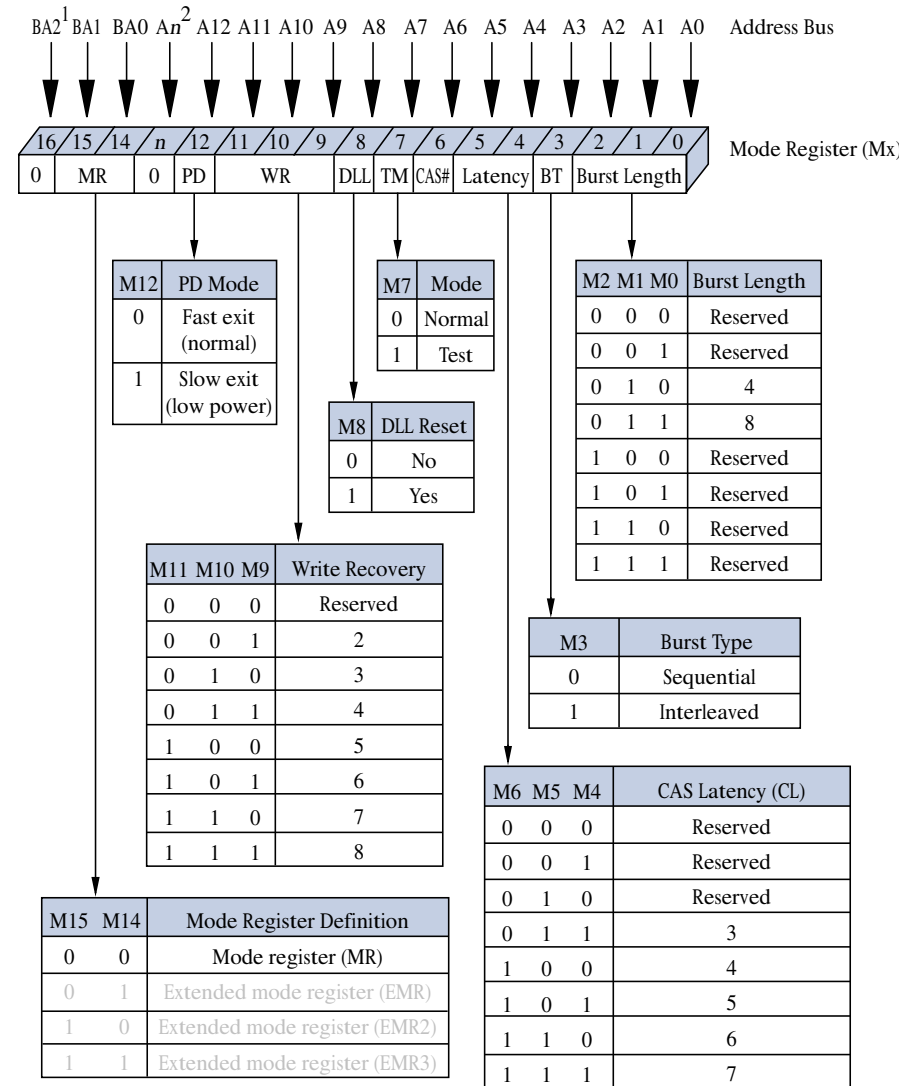 BA2¹ BA1 BA0 An² A12 A11 A10 A9 A8 A7 A6 A5 A4 A3 A2 A1 A0 Address Bus
16 15 14 n 12 11 10 9 8 7 6 5 4 3 2 1 0 Mode Register (Mx)
0 MR 0 PD WR DLL TM CAS# Latency BT Burst Length
M12 PD Mode
0 Fast exit
(normal)
1 Slow exit
(low power)
M7 Mode
0 Normal
1 Test
M2 M1 M0 Burst Length
0 0 0 Reserved
0 0 1 Reserved
0 1 0 4
0 1 1 8
1 0 0 Reserved
1 0 1 Reserved
1 1 0 Reserved
1 1 1 Reserved
M8 DLL Reset
0 No
1 Yes
M11 M10 M9 Write Recovery
0 0 0 Reserved
0 0 1 2
0 1 0 3
0 1 1 4
1 0 0 5
1 0 1 6
1 1 0 7
1 1 1 8
M3 Burst Type
0 Sequential
1 Interleaved
M6 M5 M4 CAS Latency (CL)
0 0 0 Reserved
0 0 1 Reserved
0 1 0 Reserved
0 1 1 3
1 0 0 4
1 0 1 5
1 1 0 6
1 1 1 7
M15 M14 Mode Register Definition
0 0 Mode register (MR)
0 1 Extended mode register (EMR)
1 0 Extended mode register (EMR2)
1 1 Extended mode register (EMR3)